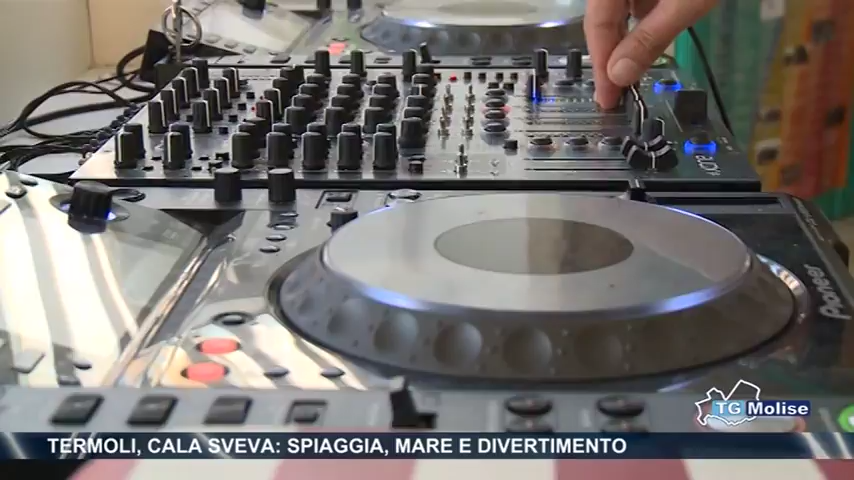 Pioneer
TG Molise
TERMOLI, CALA SVEVA: SPIAGGIA, MARE E DIVERTIMENTO